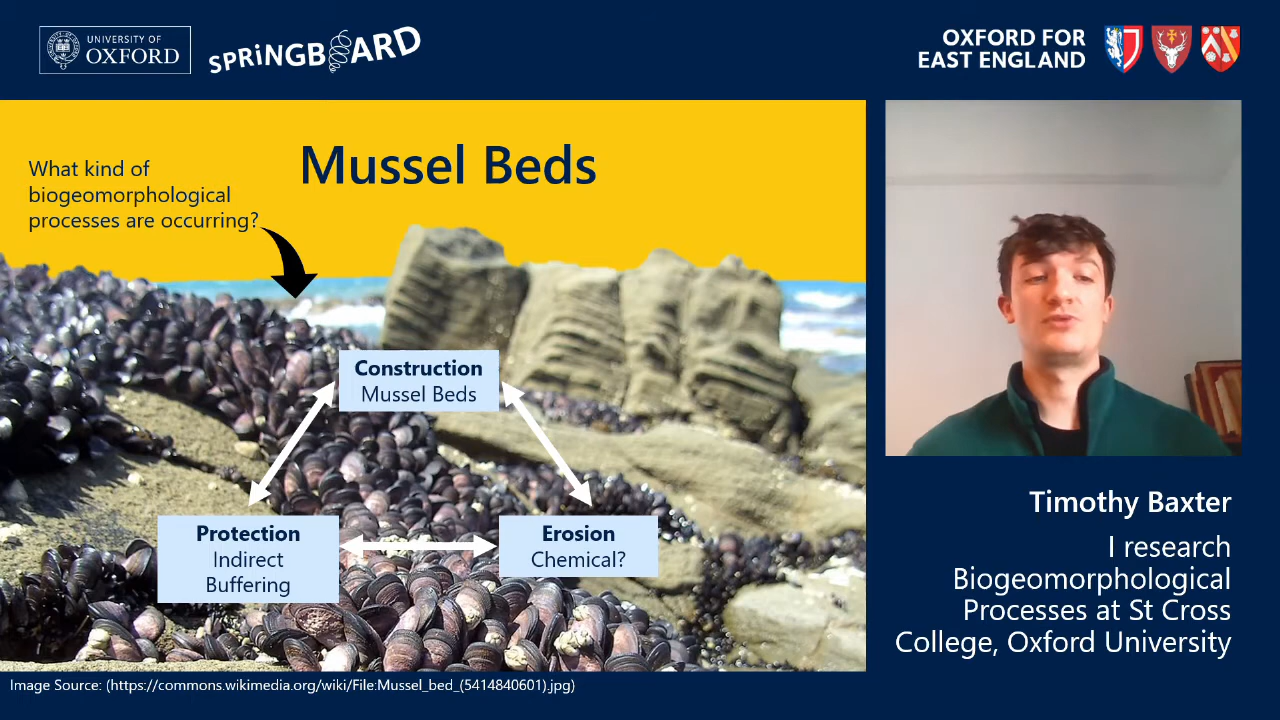 UNIVERSITY OF
OXFORD
SPRiNGBOARD
OXFORD FOR
EAST ENGLAND
What kind of
biogeomorphological
processes are occurring?
Mussel Beds
Construction
Mussel Beds
Protection
Indirect
Buffering
Erosion
Chemical?
Timothy Baxter
I research
Biogeomorphological
Processes at St Cross
College, Oxford University
Image Source: (https://commons.wikimedia.org/wiki/File:Mussel_bed_(5414840601).jpg)